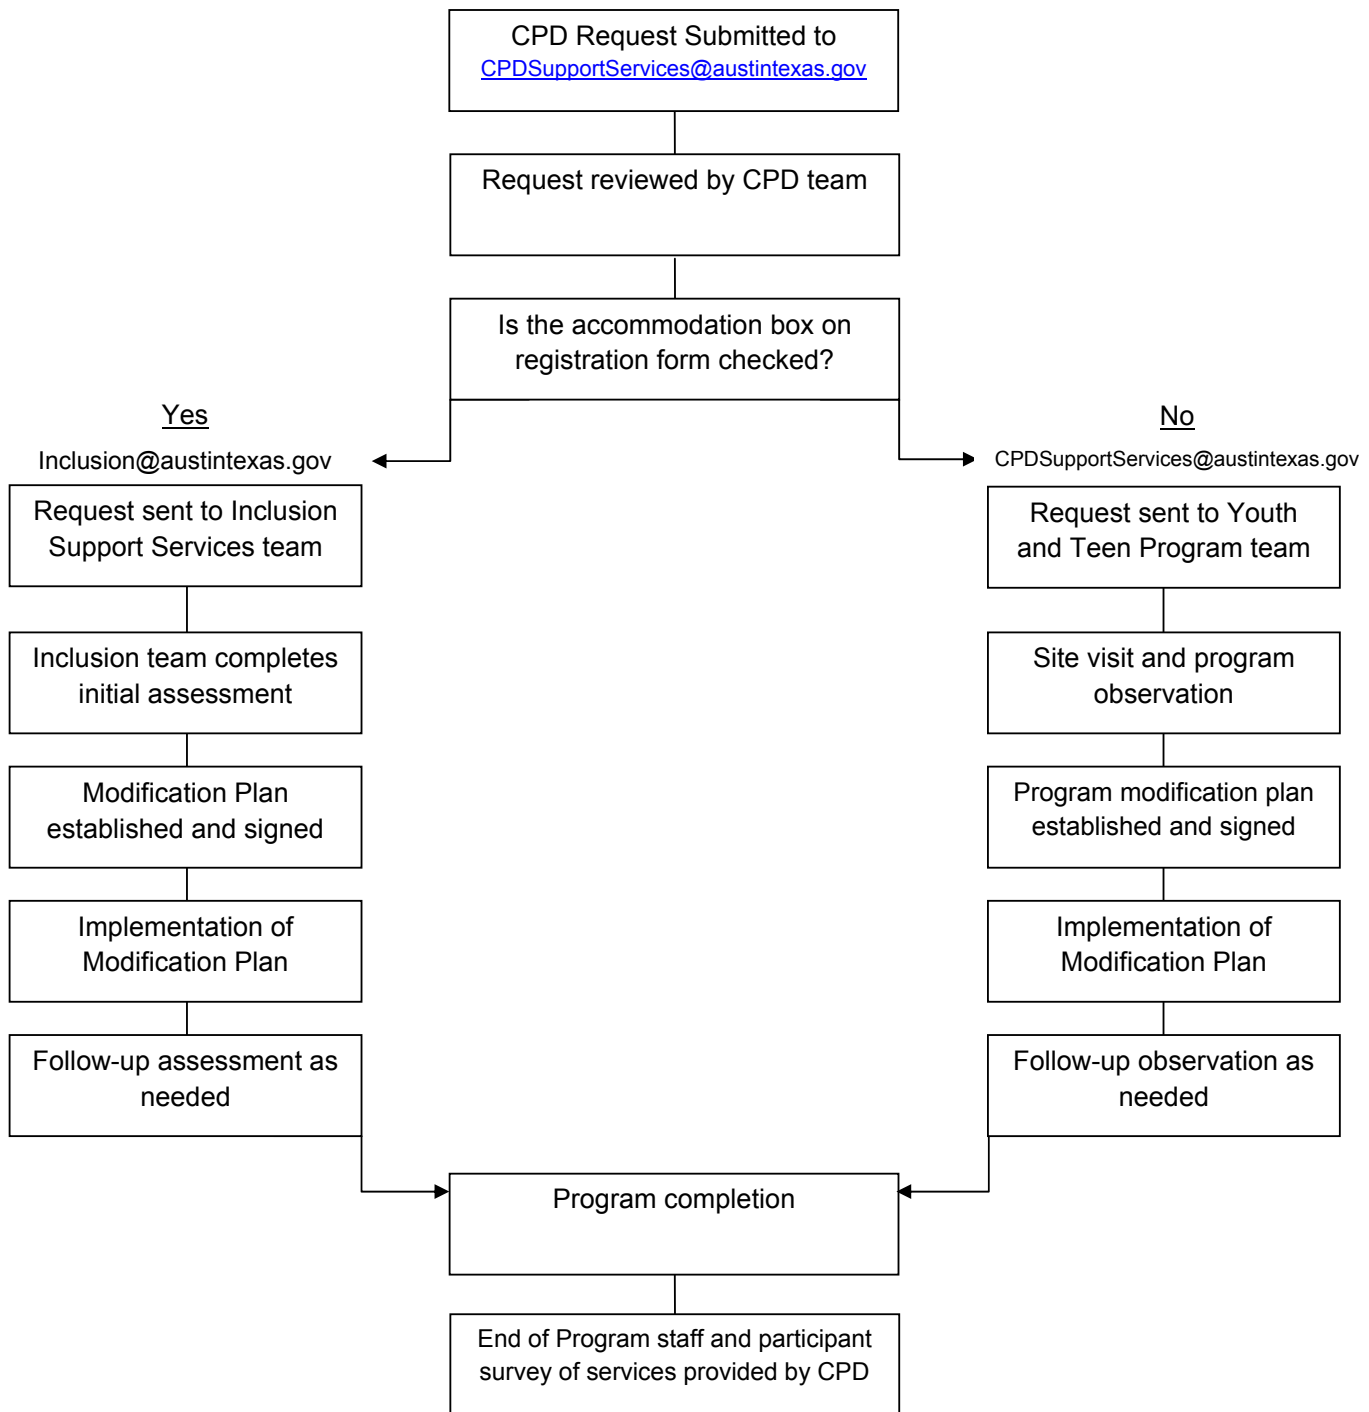 CPD Request Submitted to
CPDSupportServices@austintexas.gov
Request reviewed by CPD team
Is the accommodation box on
registration form checked?
Yes
Inclusion@austintexas.gov
Request sent to Inclusion
Support Services team
Inclusion team completes
initial assessment
Modification Plan
established and signed
Implementation of
Modification Plan
Follow-up assessment as
needed
No
CPDSupportServices@austintexas.gov
Request sent to Youth
and Teen Program team
Site visit and program
observation
Program modification plan
established and signed
Implementation of
Modification Plan
Follow-up observation as
needed
Program completion
End of Program staff and participant
survey of services provided by CPD